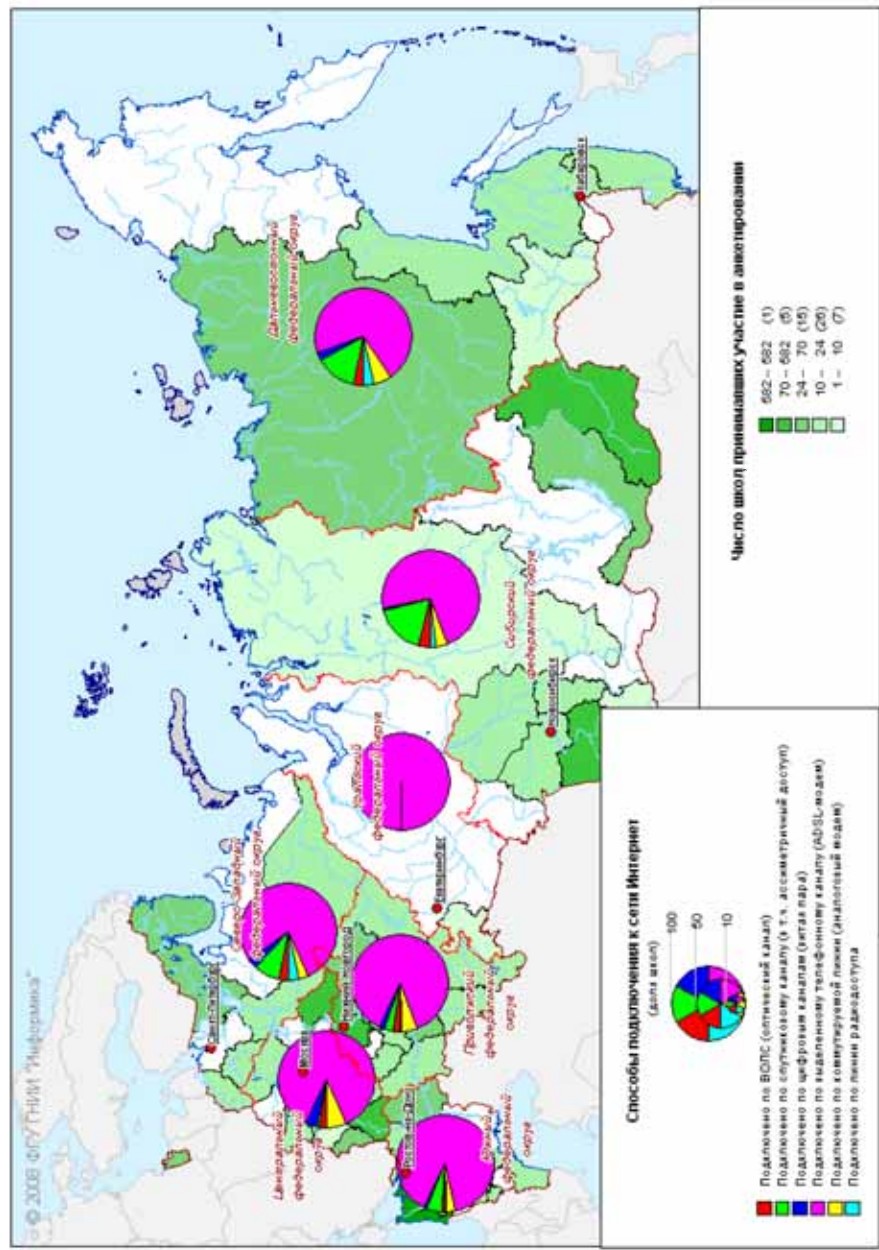 © 2008 ФГУ ГНИИ "Информика"
Северо-Западный
федеральный округ
Санкт-Петербург
Центральный
федеральный
округ
Москва
Нижний Новгород
Приволжский
федеральный
округ
Ростов-на-Дону
Южный
федеральный
округ
Уральский
федеральный округ
Екатеринбург
Сибирский
федеральный округ
Новосибирск
Дальневосточный
федеральный округ
Хабаровск
Способы подключения к сети Интернет
(доля школ)
100
50
10
Подключено по ВОЛС (оптический канал)
Подключено по спутниковому каналу (в т.ч. ассиметричный доступ)
Подключено по цифровым каналам (витая пара)
Подключено по выделенному телефонному каналу (ADSL-модем)
Подключено по коммутируемой линии (аналоговый модем)
Подключено по линии радиодоступа
Число школ принимавших участие в анкетировании
682 – 682 (1)
70 – 682 (5)
24 – 70 (15)
10 – 24 (26)
1 – 10 (7)